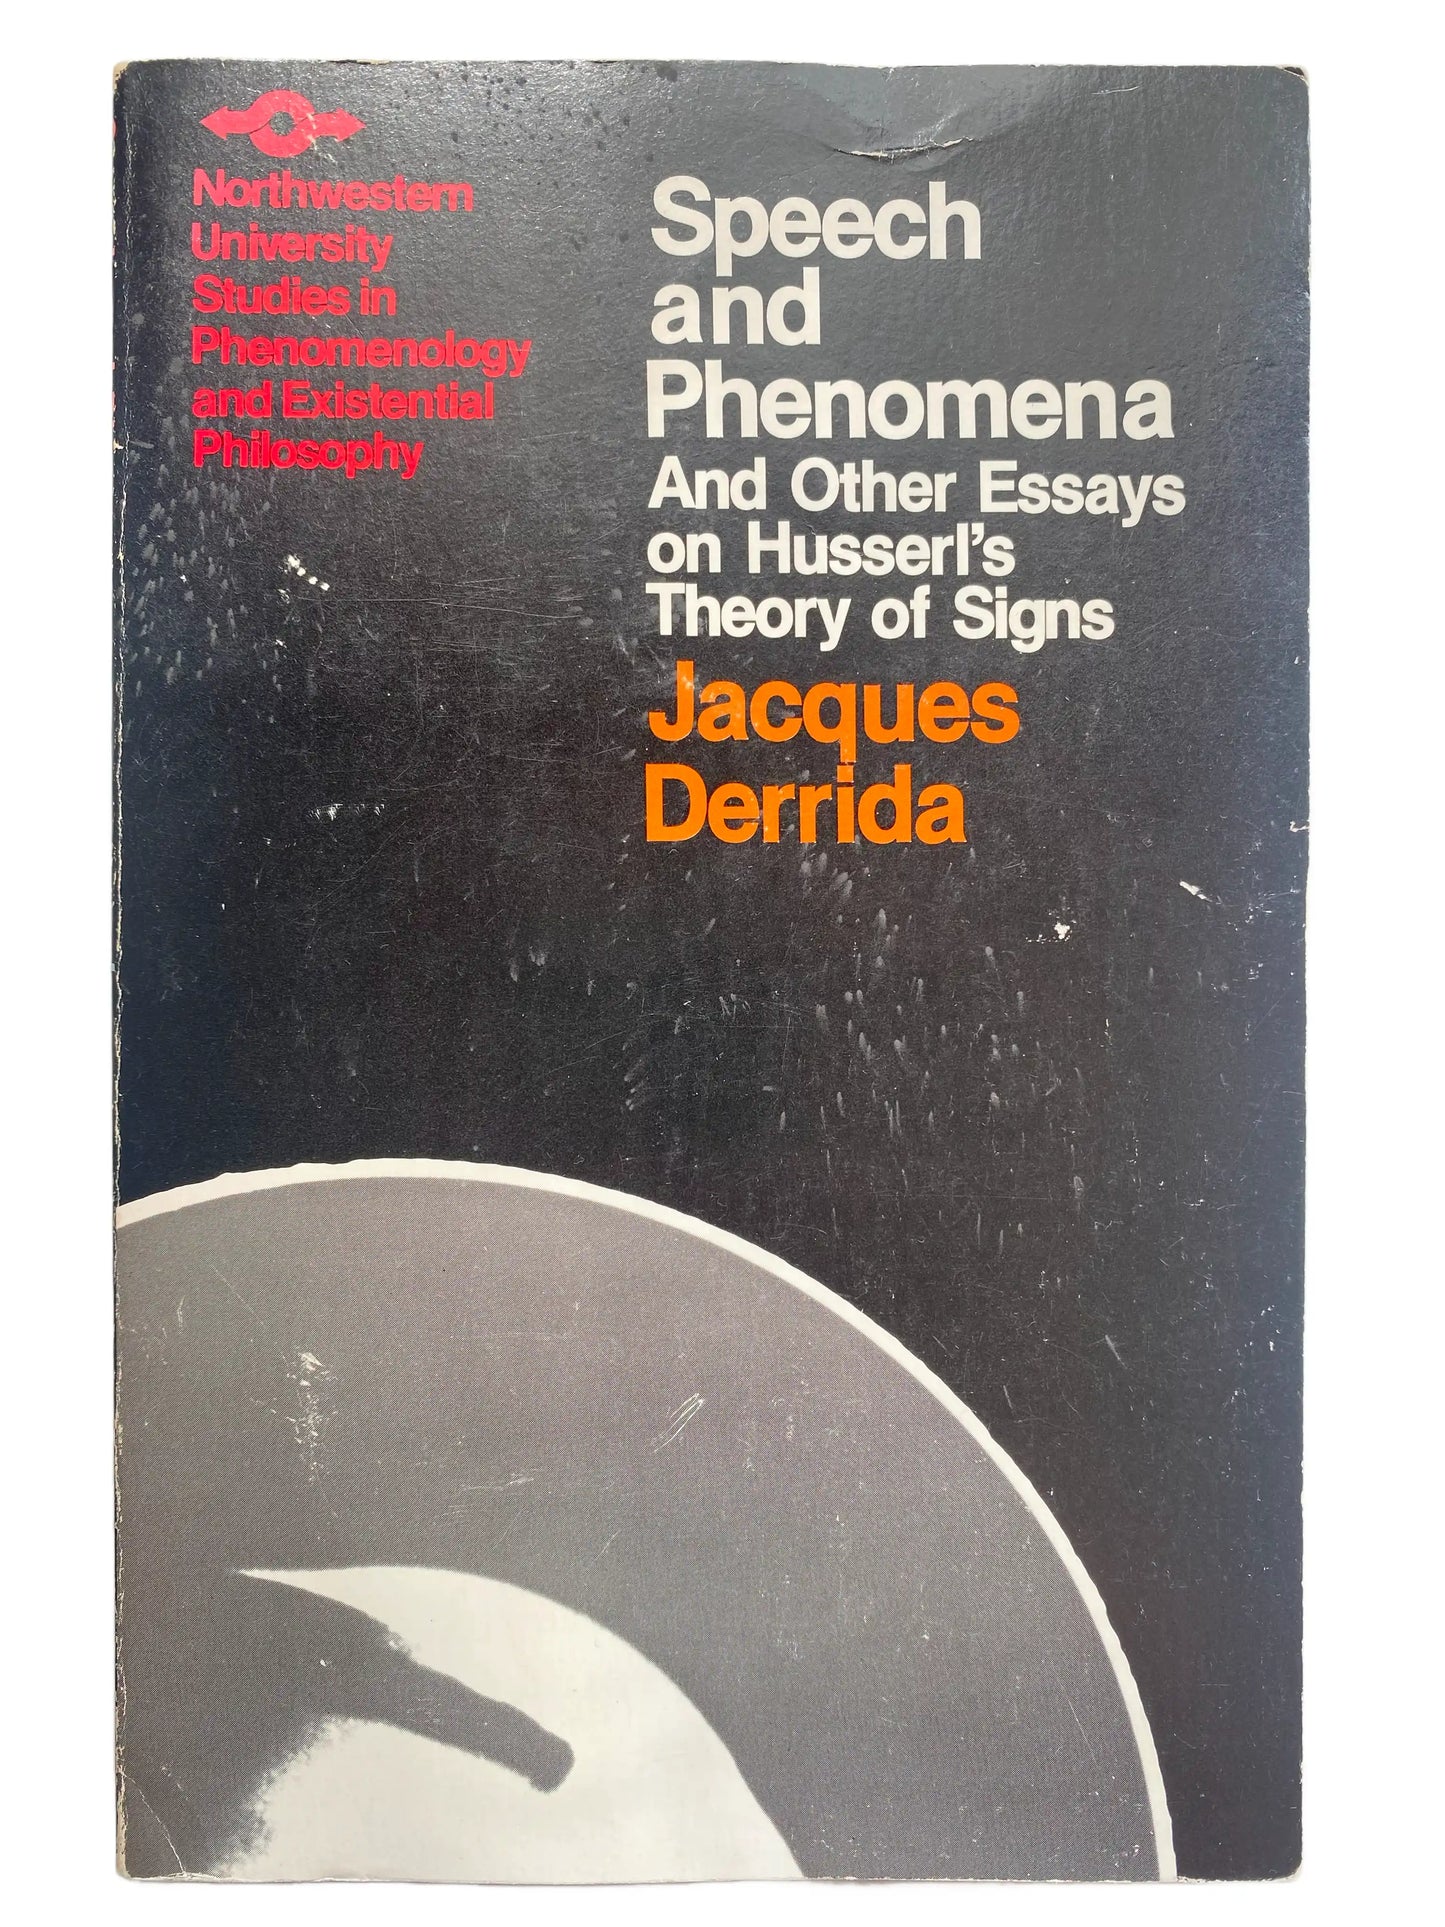 Northwestern
University
Studies in
Phenomenology
and Existential
Philosophy
Speech
and
Phenomena
And Other Essays
on Husserl's
Theory of Signs
Jacques
Derrida